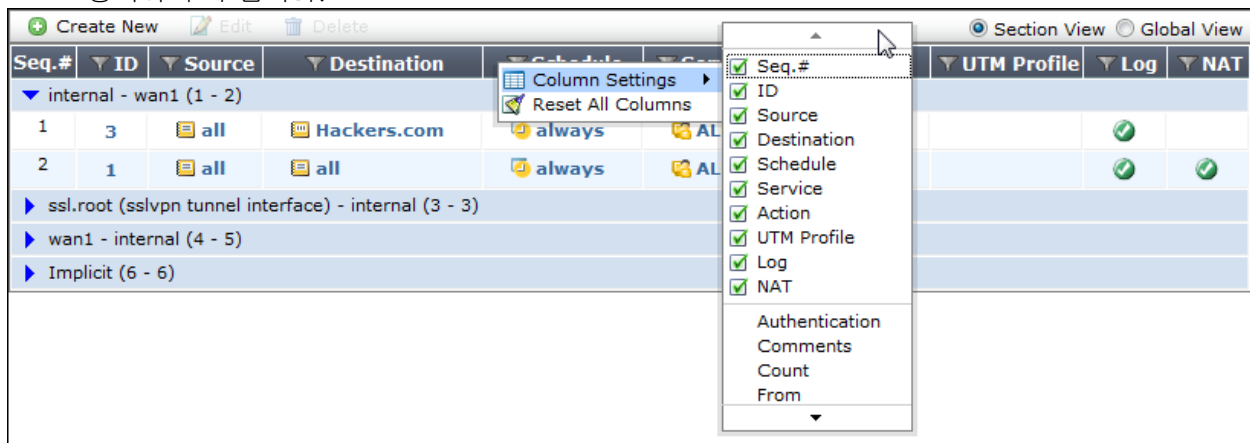 Create New Edit Delete Section View Global View
Seq.# ID Source Destination UTM Profile Log NAT
internal - wan1 (1 - 2)
1 3 all Hackers.com always
2 1 all all always
ssl.root (sslvpn tunnel interface) - internal (3 - 3)
wan1 - internal (4 - 5)
Implicit (6 - 6)
Column Settings
Reset All Columns
Seq.#
ID
Source
Destination
Schedule
Service
Action
UTM Profile
Log
NAT
Authentication
Comments
Count
From